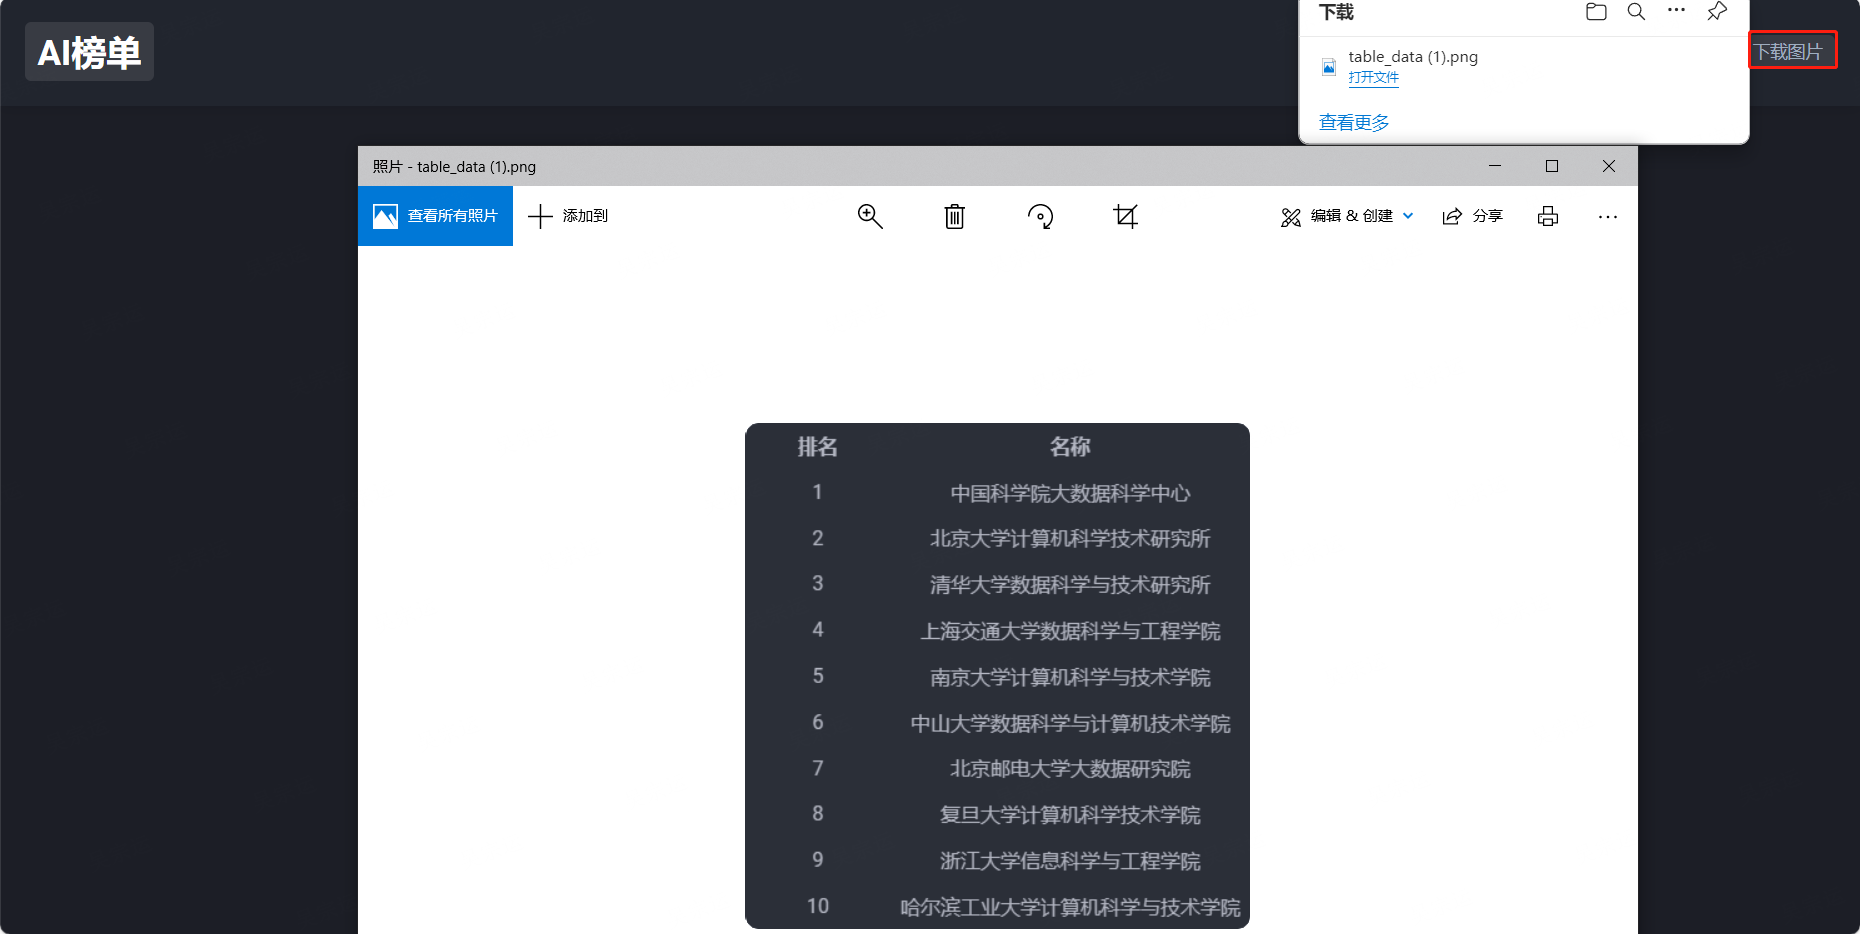 AI榜单
下载
table_data (1).png
打开文件
查看更多
下载图片
照片 - table_data (1).png
查看所有照片
添加到
编辑 & 创建
分享
排名 名称
1 中国科学院大数据科学中心
2 北京大学计算机科学技术研究所
3 清华大学数据科学与技术研究所
4 上海交通大学数据科学与工程学院
5 南京大学计算机科学与技术学院
6 中山大学数据科学与计算机技术学院
7 北京邮电大学大数据研究院
8 复旦大学计算机科学技术学院
9 浙江大学信息科学与工程学院
10 哈尔滨工业大学计算机科学与技术学院